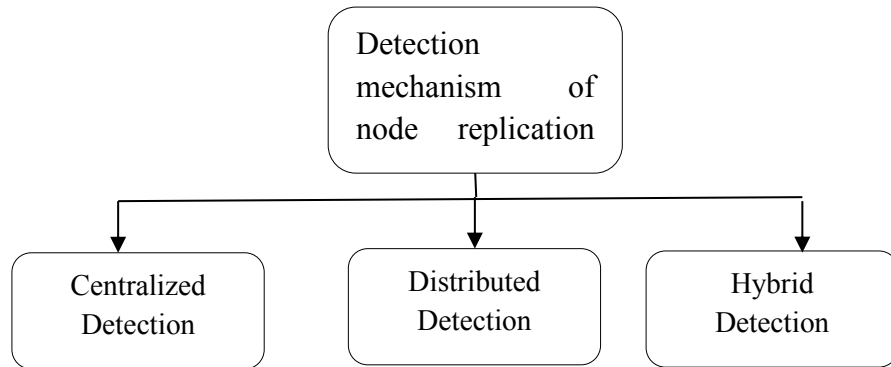 Detection
mechanism of
node replication
Centralized
Detection
Distributed
Detection
Hybrid
Detection